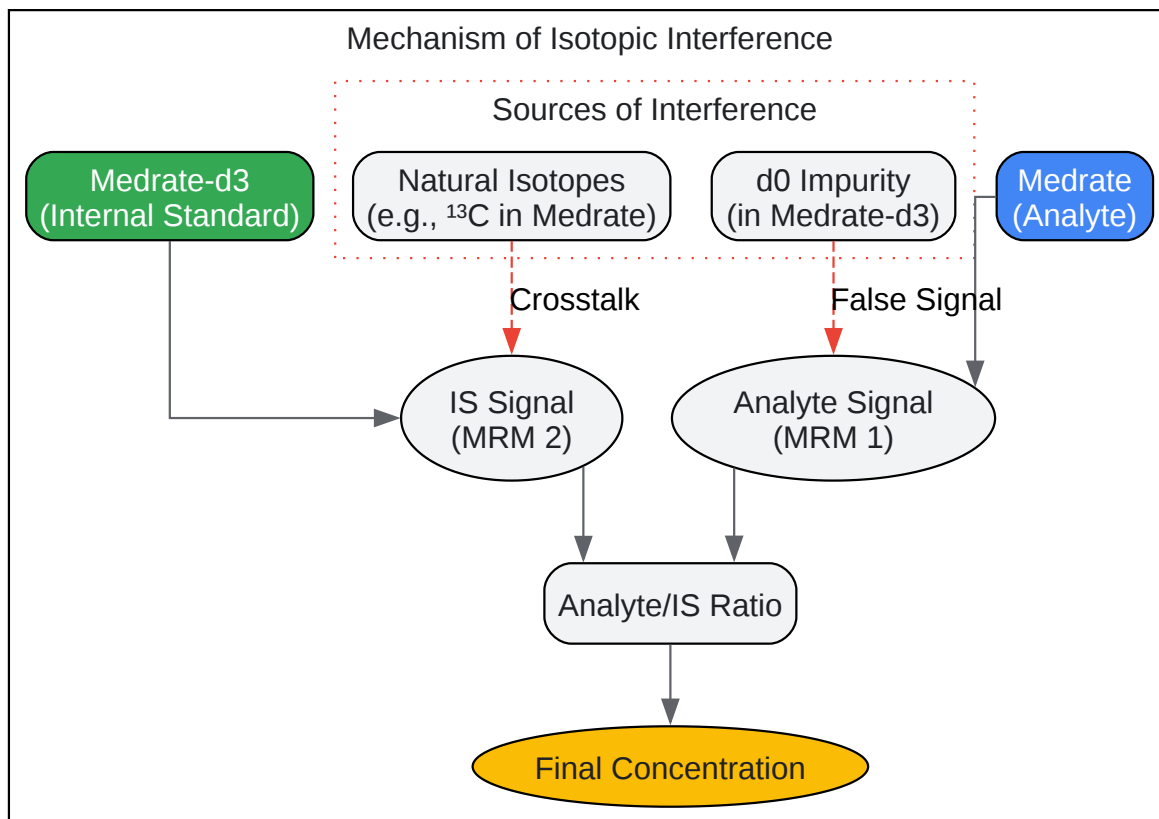 Mechanism of Isotopic Interference
Sources of Interference
Medrate-d3
(Internal Standard)
Natural Isotopes
(e.g., ¹³C in Medrate)
d0 Impurity
(in Medrate-d3)
Medrate
(Analyte)
Crosstalk
False Signal
IS Signal
(MRM 2)
Analyte Signal
(MRM 1)
Analyte/IS Ratio
Final Concentration